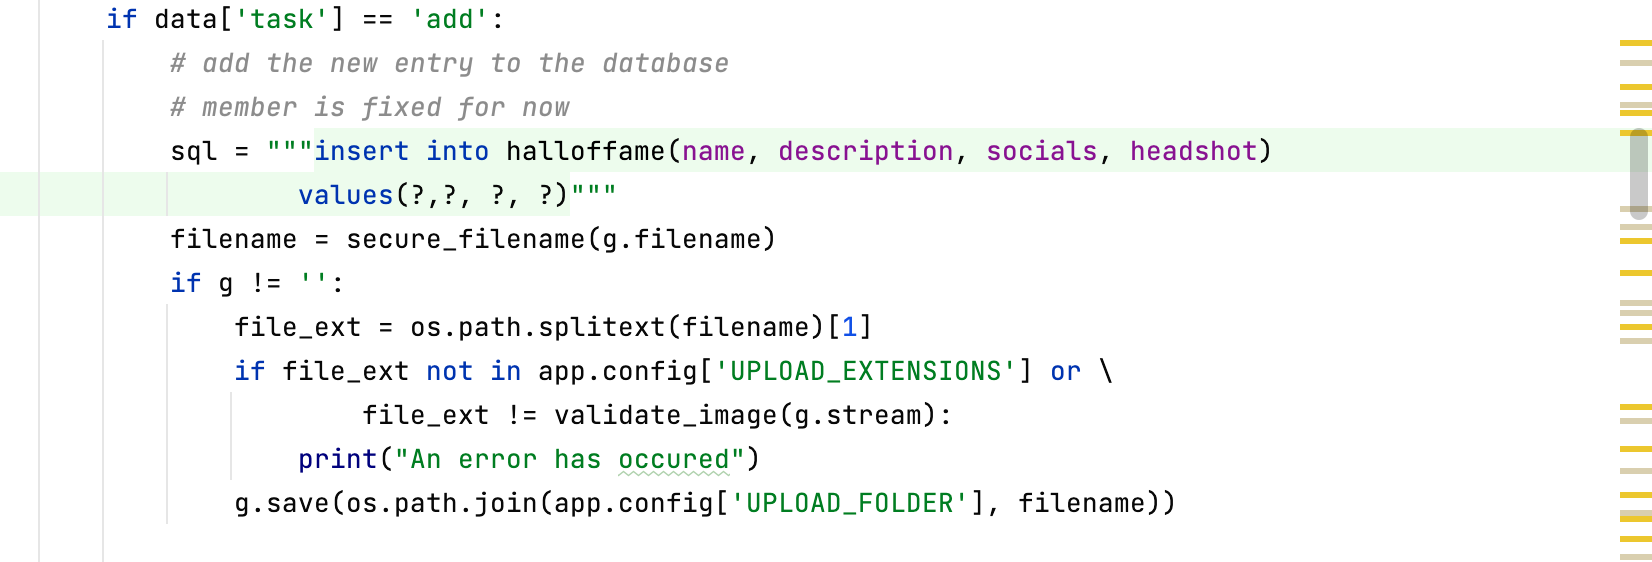 if data['task'] == 'add':
# add the new entry to the database
# member is fixed for now
sql = """insert into halloffame(name, description, socials, headshot)
values(?,?, ?, ?)"""
filename = secure_filename(g.filename)
if g != '':
file_ext = os.path.splitext(filename)[1]
if file_ext not in app.config['UPLOAD_EXTENSIONS'] or \
file_ext != validate_image(g.stream):
print("An error has occured")
g.save(os.path.join(app.config['UPLOAD_FOLDER'], filename))